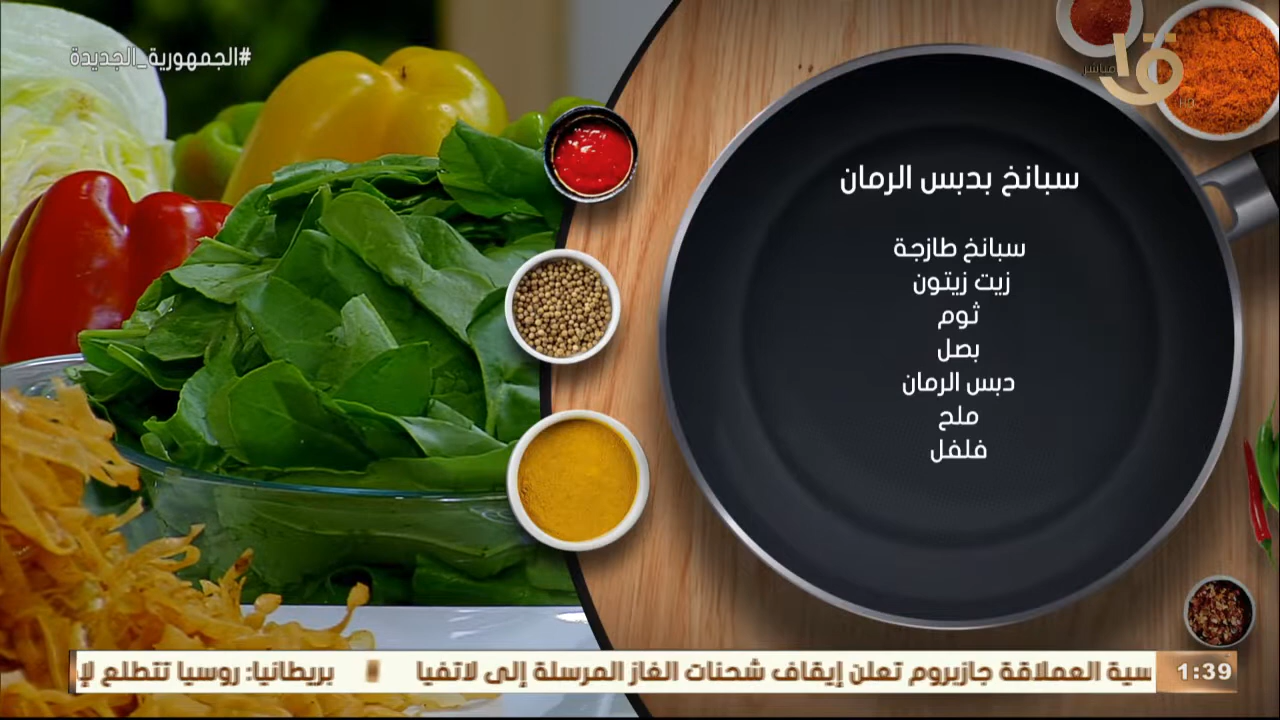 #الجمهورية_الجديدة
مباشر
HD
سبانخ بدبس الرمان
سبانخ طازجة
زيت زيتون
ثوم
بصل
دبس الرمان
ملح
فلفل
1:39
سية العملاقة جازبروم تعلن إيقاف شحنات الغاز المرسلة إلى لاتفيا
بريطانيا: روسيا تتطلع لإ